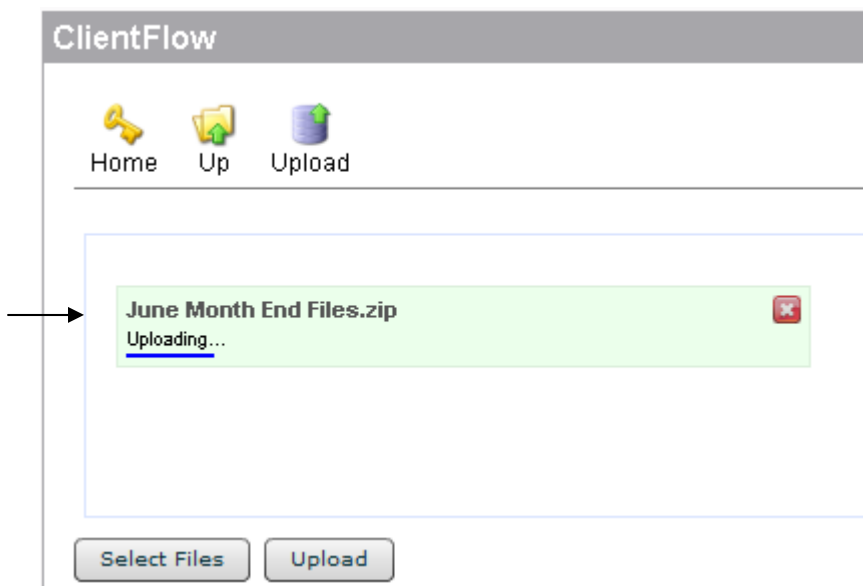 ClientFlow
Home Up Upload
June Month End Files.zip
Uploading...
Select Files Upload